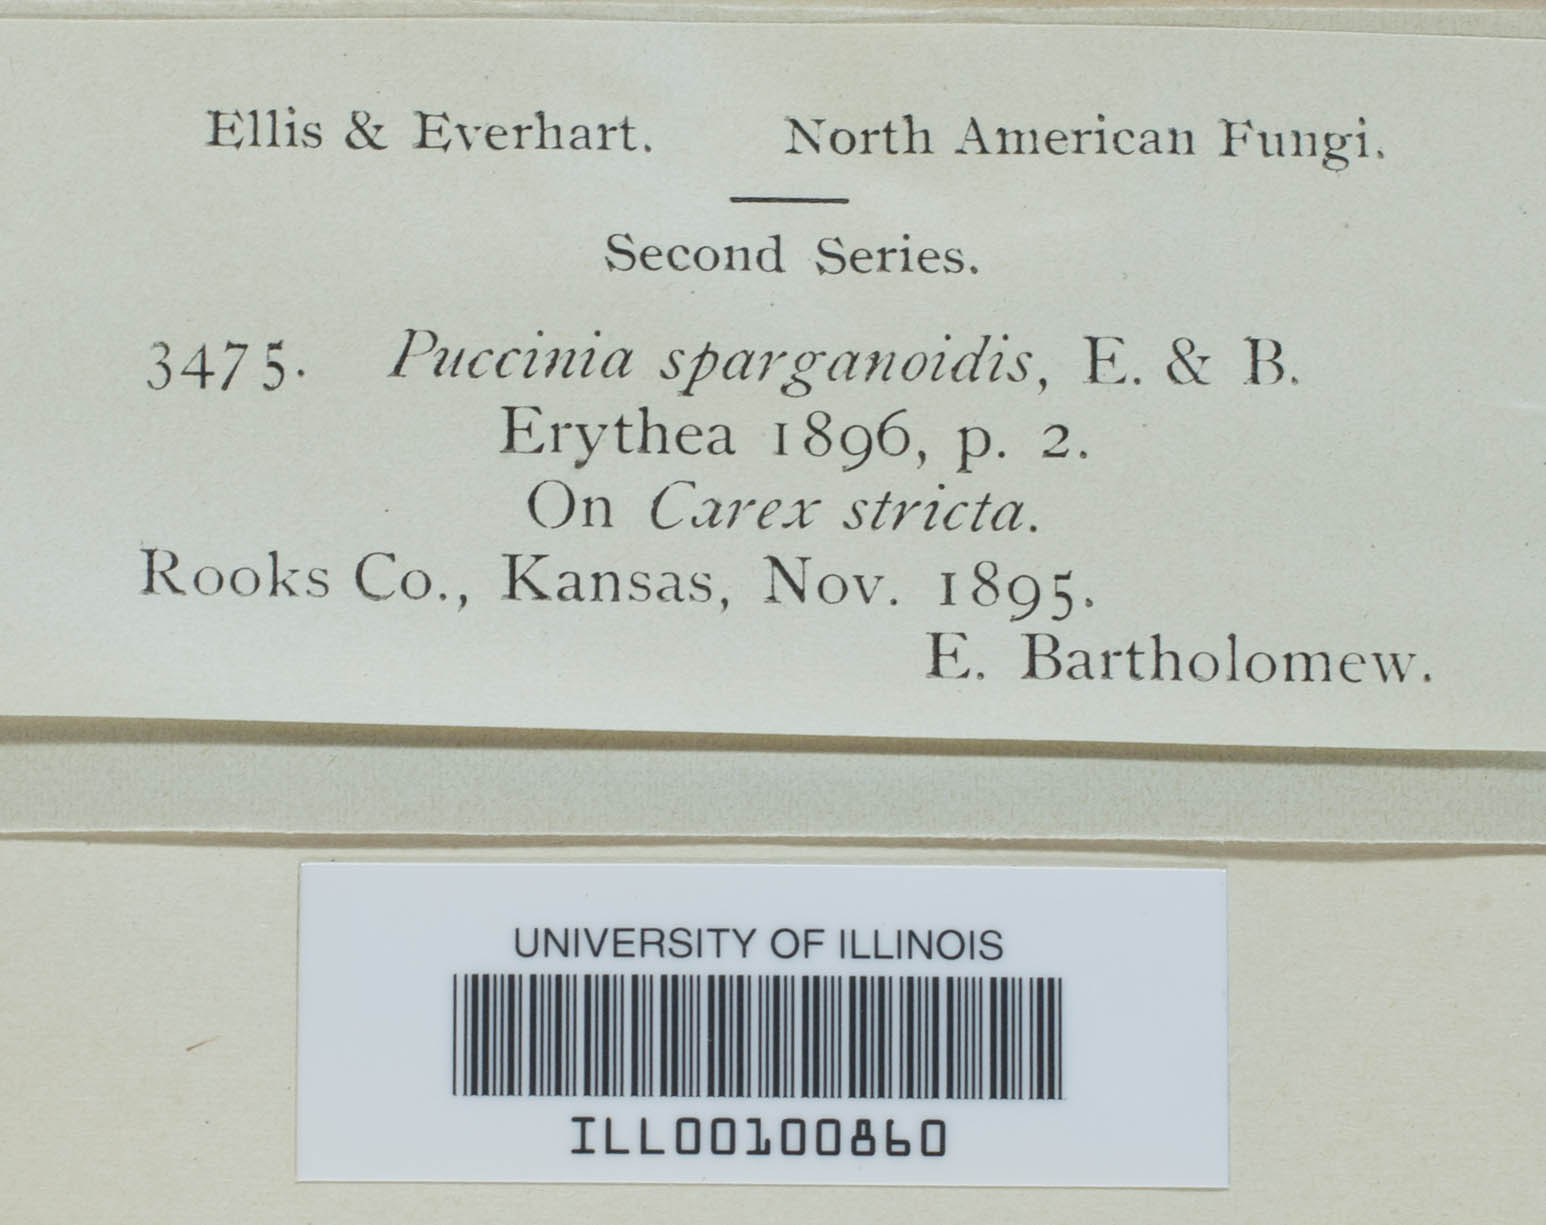 Ellis & Everhart. North American Fungi.
Second Series.
3475. Puccinia sparganoidis, E. & B.
Erythea 1896, p. 2.
On Carex stricta.
Rooks Co., Kansas, Nov. 1895.
E. Bartholomew.
UNIVERSITY OF ILLINOIS
ILL00100860